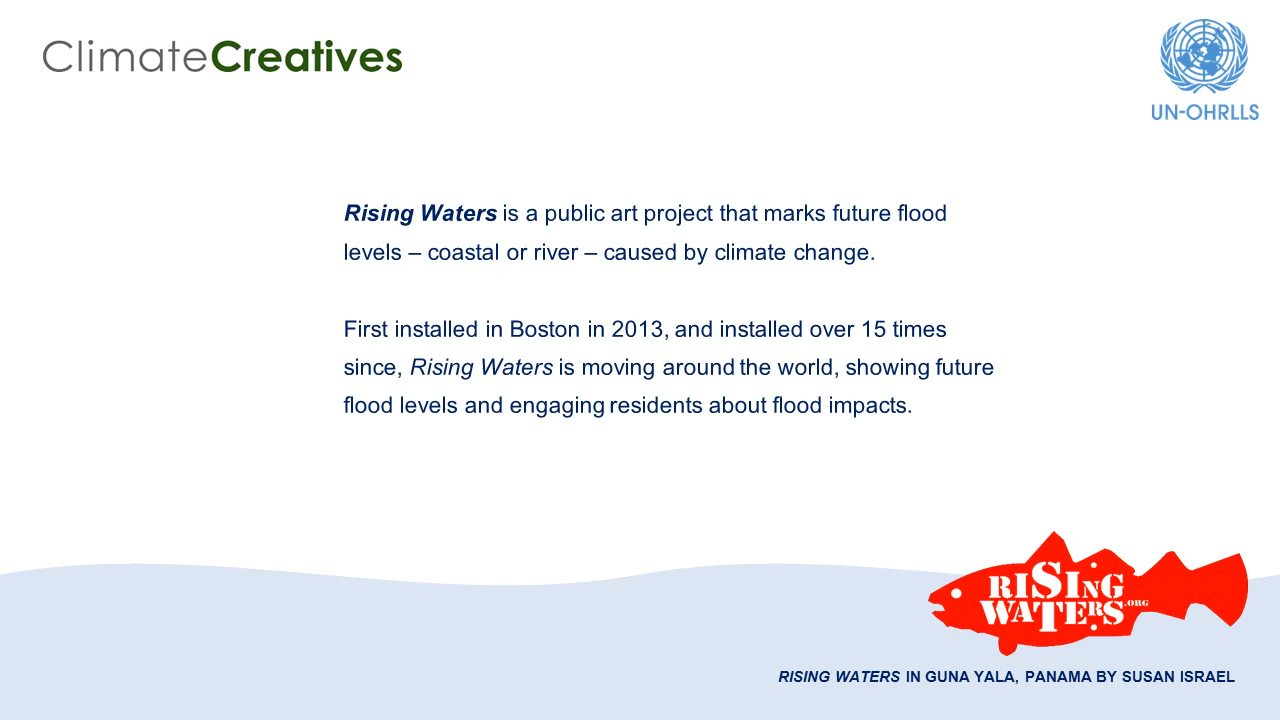 ClimateCreatives
UN-OHRLLS
Rising Waters is a public art project that marks future flood
levels – coastal or river – caused by climate change.
First installed in Boston in 2013, and installed over 15 times
since, Rising Waters is moving around the world, showing future
flood levels and engaging residents about flood impacts.
RISING
WATERS.ORG
RISING WATERS IN GUNA YALA, PANAMA BY SUSAN ISRAEL